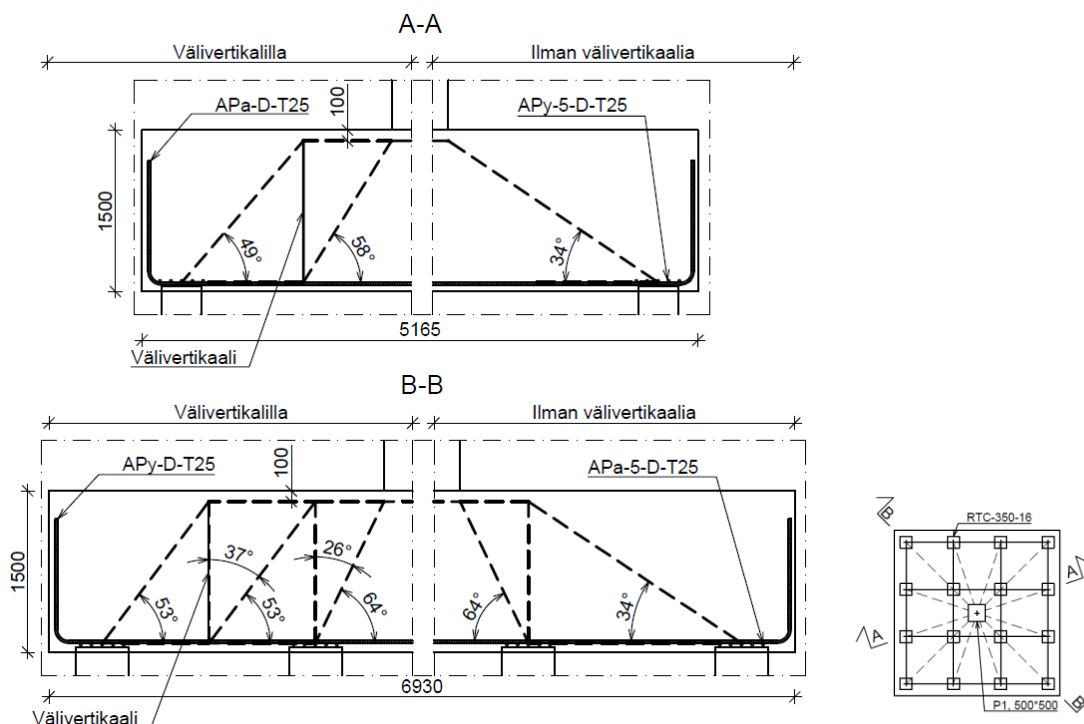 A-A
Välivertikalilla
Ilman välivertikaalia
APa-D-T25
100
APy-5-D-T25
1500
49°
58°
34°
5165
Välivertikaali
B-B
Välivertikalilla
Ilman välivertikaalia
APy-D-T25
100
APa-5-D-T25
1500
37°
26°
53°
53°
64°
64°
34°
6930
Välivertikaali
B
RTC-350-16
A
A
P1, 500*500
B